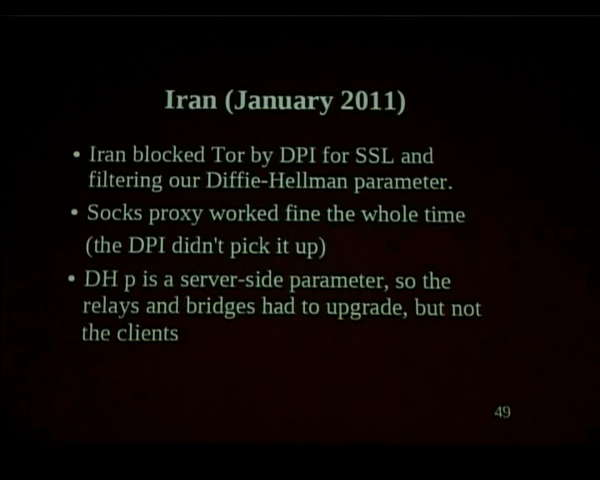 Iran (January 2011)
• Iran blocked Tor by DPI for SSL and
filtering our Diffie-Hellman parameter.
• Socks proxy worked fine the whole time
(the DPI didn't pick it up)
• DH p is a server-side parameter, so the
relays and bridges had to upgrade, but not
the clients
49